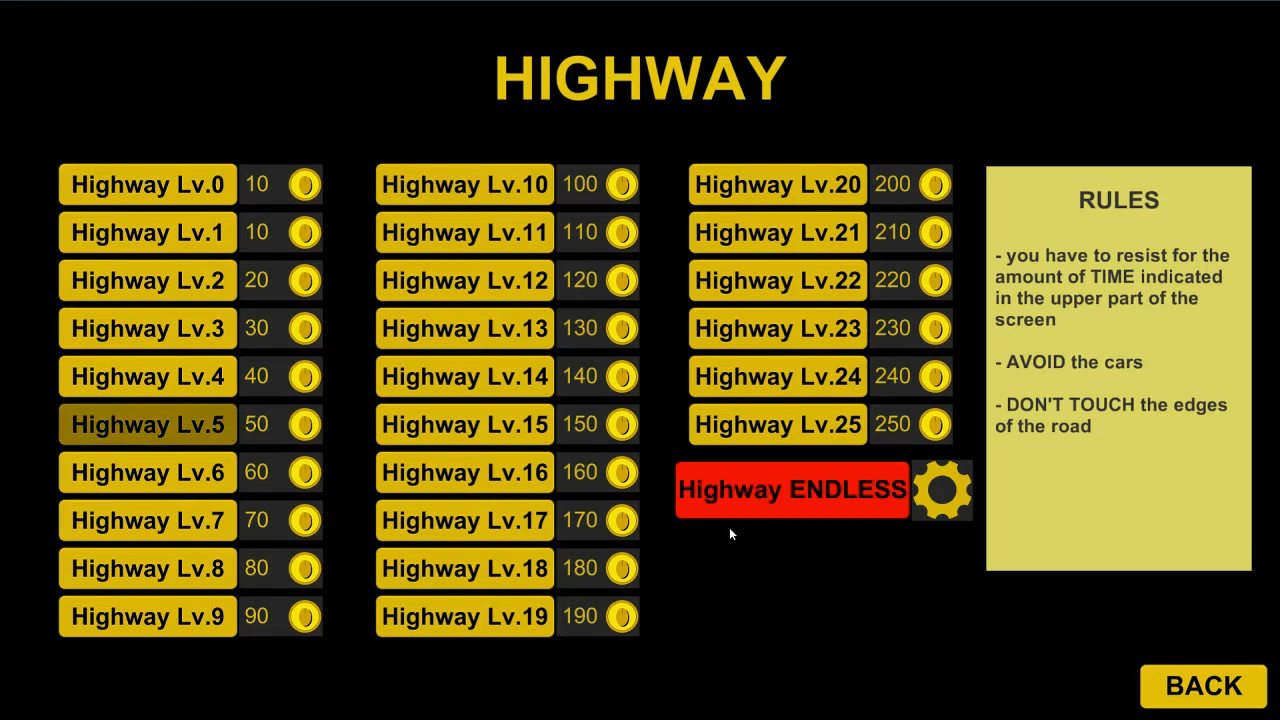 HIGHWAY
Highway Lv.0 10
Highway Lv.1 10
Highway Lv.2 20
Highway Lv.3 30
Highway Lv.4 40
Highway Lv.5 50
Highway Lv.6 60
Highway Lv.7 70
Highway Lv.8 80
Highway Lv.9 90
Highway Lv.10 100
Highway Lv.11 110
Highway Lv.12 120
Highway Lv.13 130
Highway Lv.14 140
Highway Lv.15 150
Highway Lv.16 160
Highway Lv.17 170
Highway Lv.18 180
Highway Lv.19 190
Highway Lv.20 200
Highway Lv.21 210
Highway Lv.22 220
Highway Lv.23 230
Highway Lv.24 240
Highway Lv.25 250
Highway ENDLESS
RULES
- you have to resist for the
amount of TIME indicated
in the upper part of the
screen
- AVOID the cars
- DON'T TOUCH the edges
of the road
BACK